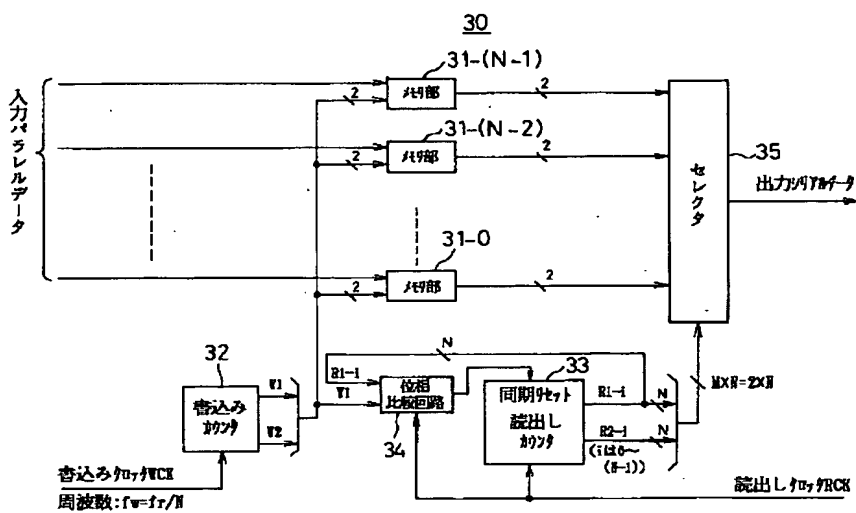 30
31-(N-1)
メモリ部
2
2
31-(N-2)
メモリ部
2
2
入力パラレルデータ
31-0
メモリ部
2
2
セレクタ
35
出力シリアルデータ
32
書込み
カウンタ
W1
W2
N
R1-i
W1
位相
比較回路
34
33
同期リセット
読出し
カウンタ
R1-i
N
R2-i
N
(iは0～
(N-1))
M×N=2×N
書込みクロックWCK
周波数:fw=fr/N
読出しクロックRCK